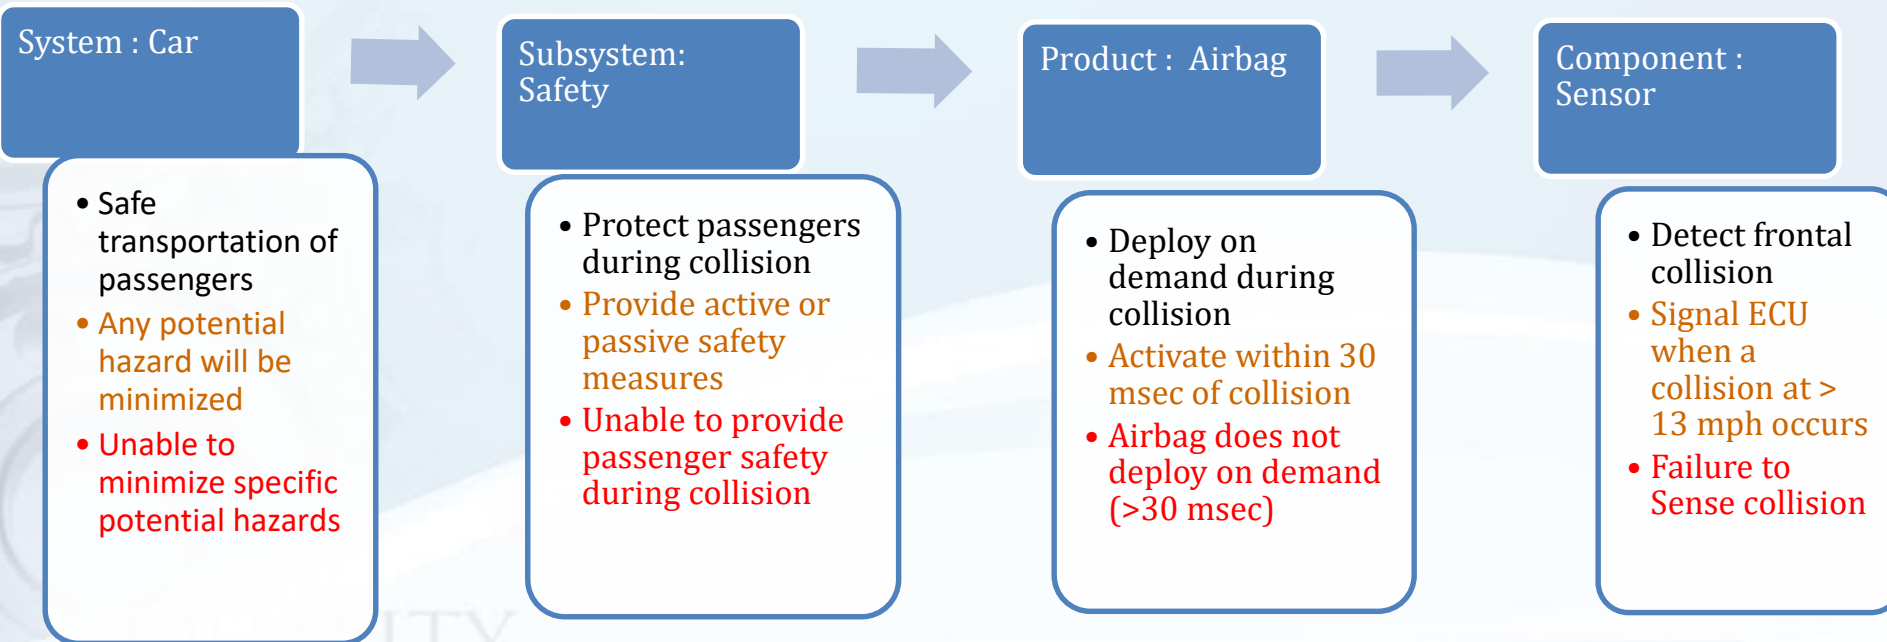 System : Car
• Safe
transportation of
passengers
• Any potential
hazard will be
minimized
• Unable to
minimize specific
potential hazards
Subsystem:
Safety
• Protect passengers
during collision
• Provide active or
passive safety
measures
• Unable to provide
passenger safety
during collision
Product :  Airbag
• Deploy on
demand during
collision
• Activate within 30
msec of collision
• Airbag does not
deploy on demand
(>30 msec)
Component :
Sensor
• Detect frontal
collision
• Signal ECU
when a
collision at >
13 mph occurs
• Failure to
Sense collision